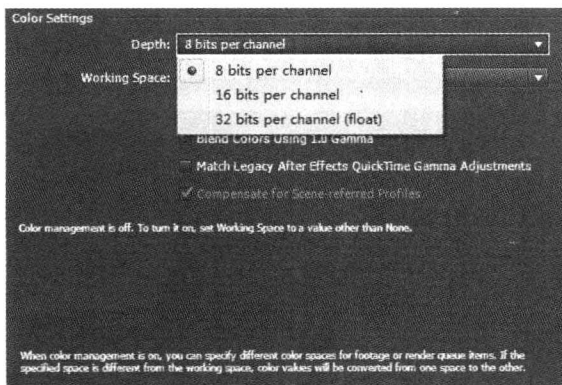 Color Settings
Depth: 8 bits per channel
Working Space:
8 bits per channel
16 bits per channel
32 bits per channel (float)
Blend Colors Using 1.0 Gamma
Match Legacy After Effects QuickTime Gamma Adjustments
Compensate for Scene-referred Profiles
Color management is off. To turn it on, set Working Space to a value other than None.
When color management is on, you can specify different color spaces for footage or render queue items. If the
specified space is different from the working space, color values will be converted from one space to the other.